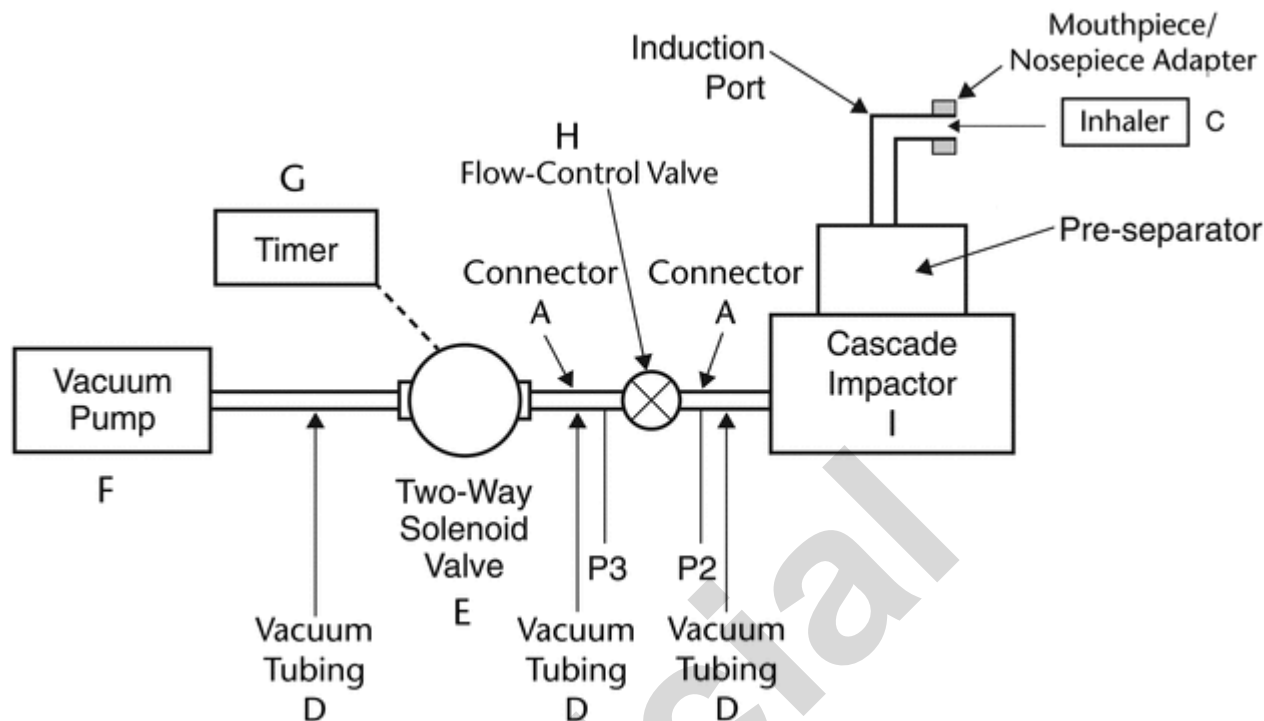 Mouthpiece/
Nosepiece Adapter
Induction
Port
Inhaler C
H
Flow-Control Valve
G
Timer
Pre-separator
Connector
A
Connector
A
Cascade
Impactor
I
Vacuum
Pump
F
Two-Way
Solenoid
Valve
E
P3
P2
Vacuum
Tubing
D
Vacuum
Tubing
D
Vacuum
Tubing
D
cial